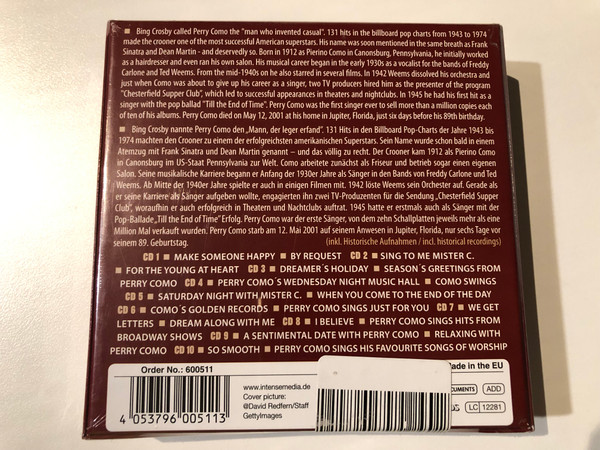 ■ Bing Crosby called Perry Como the "man who invented casual". 131 hits in the billboard pop charts from 1943 to 1974
made the crooner one of the most successful American superstars. His name was soon mentioned in the same breath as Frank
Sinatra and Dean Martin - and deservedly so. Born in 1912 as Pierino Como in Canonsburg, Pennsylvania, he initially worked
as a hairdresser and even ran his own salon. His musical career began in the early 1930s as a vocalist for the bands of Freddy
Carlone and Ted Weems. From the mid-1940s on he also starred in several films. In 1942 Weems dissolved his orchestra and
just when Como was about to give up his career as a singer, two TV producers hired him as the presenter of the program
"Chesterfield Supper Club", which led to successful appearances in theaters and nightclubs. In 1945 he had his first hit as a
singer with the pop ballad "Till the End of Time". Perry Como was the first singer ever to sell more than a million copies each
of ten of his albums. Perry Como died on May 12, 2001 at his home in Jupiter, Florida, just six days before his 89th birthday.
■ Bing Crosby nannte Perry Como den „Mann, der leger erfand". 131 Hits in den Billboard Pop-Charts der Jahre 1943 bis
1974 machten den Crooner zu einem der erfolgreichsten amerikanischen Superstars. Sein Name wurde schon bald in einem
Atemzug mit Frank Sinatra und Dean Martin genannt – und das völlig zu recht. Der Crooner kam 1912 als Pierino Como
in Canonsburg im US-Staat Pennsylvania zur Welt. Como arbeitete zunächst als Friseur und betrieb sogar einen eigenen
Salon. Seine musikalische Karriere begann er Anfang der 1930er Jahre als Sänger in den Bands von Freddy Carlone und Ted
Weems. Ab Mitte der 1940er Jahre spielte er auch in einigen Filmen mit. 1942 löste Weems sein Orchester auf. Gerade als
er seine Karriere als Sänger aufgeben wollte, engagierten ihn zwei TV-Produzenten für die Sendung „Chesterfield Supper
Club", woraufhin er auch erfolgreich in Theatern und Nachtclubs auftrat. 1945 hatte er erstmals auch als Sänger mit der
Pop-Ballade „Till the End of Time" Erfolg. Perry Como war der erste Sänger, von dem zehn Schallplatten jeweils mehr als eine
Million Mal verkauft wurden. Perry Como starb am 12. Mai 2001 auf seinem Anwesen in Jupiter, Florida, nur sechs Tage vor
seinem 89. Geburtstag. (inkl. Historische Aufnahmen / incl. historical recordings)
CD 1 ■ MAKE SOMEONE HAPPY ■ BY REQUEST CD 2 ■ SING TO ME MISTER C.
■ FOR THE YOUNG AT HEART CD 3 ■ DREAMER´S HOLIDAY ■ SEASON´S GREETINGS FROM
PERRY COMO CD 4 ■ PERRY COMO´S WEDNESDAY NIGHT MUSIC HALL ■ COMO SWINGS
CD 5 ■ SATURDAY NIGHT WITH MISTER C. ■ WHEN YOU COME TO THE END OF THE DAY
CD 6 ■ COMO´S GOLDEN RECORDS ■ PERRY COMO SINGS JUST FOR YOU CD 7 ■ WE GET
LETTERS ■ DREAM ALONG WITH ME CD 8 ■ I BELIEVE ■ PERRY COMO SINGS HITS FROM
BROADWAY SHOWS CD 9 ■ A SENTIMENTAL DATE WITH PERRY COMO ■ RELAXING WITH
PERRY COMO CD 10 ■ SO SMOOTH ■ PERRY COMO SINGS HIS FAVOURITE SONGS OF WORSHIP
Order No.: 600511
4 053796 005113
www.intensemedia.de
Cover picture:
@David Redfern/Staff
GettyImages
Made in the EU
ADD
LC 12281